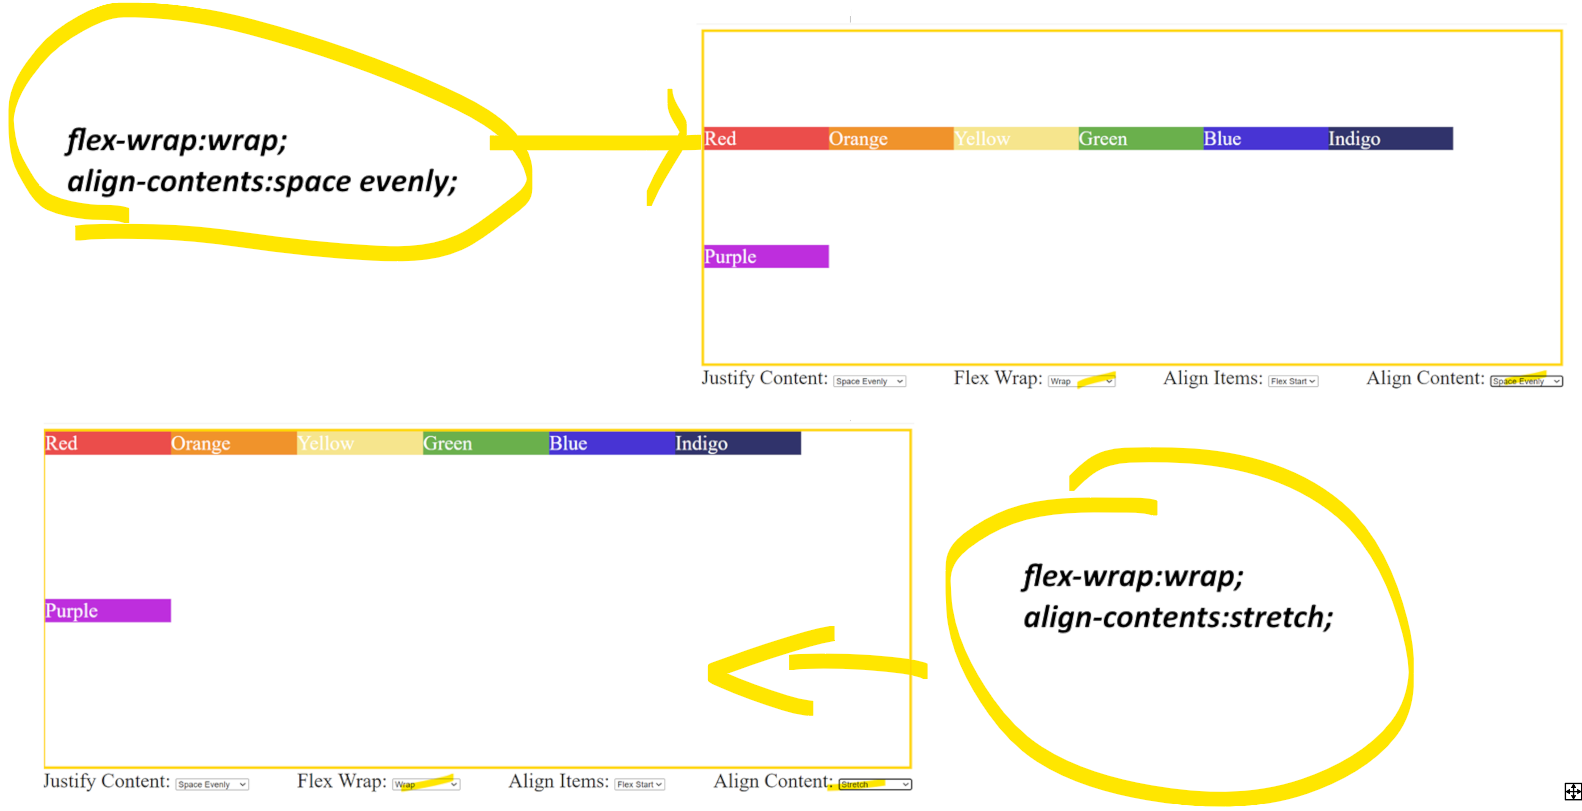 flex-wrap:wrap;
align-contents:space evenly;
Red Orange Yellow Green Blue Indigo
Purple
Justify Content: Space Evenly Flex Wrap: Wrap Align Items: Flex Start Align Content: Space Evenly
Red Orange Yellow Green Blue Indigo
Purple
flex-wrap:wrap;
align-contents:stretch;
Justify Content: Space Evenly Flex Wrap: Wrap Align Items: Flex Start Align Content: Stretch